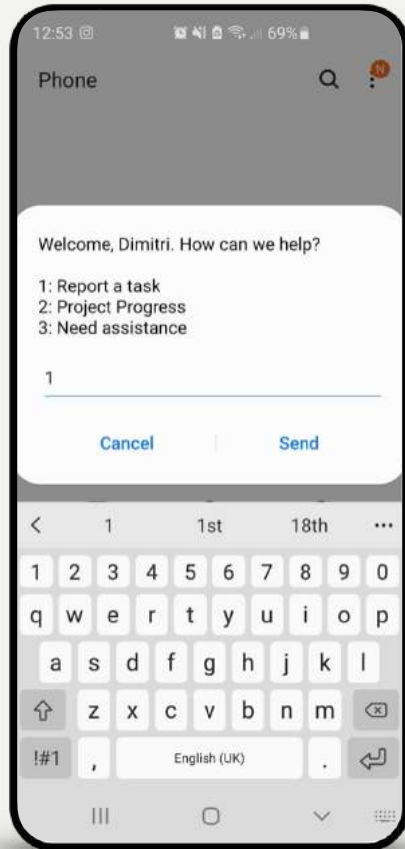 12:53 69%
Phone N
Welcome, Dimitri. How can we help?
1: Report a task
2: Project Progress
3: Need assistance
1
Cancel Send
< 1 1st 18th ...
1 2 3 4 5 6 7 8 9 0
q w e r t y u i o p
a s d f g h j k l
z x c v b n m
!#1 , English (UK) .